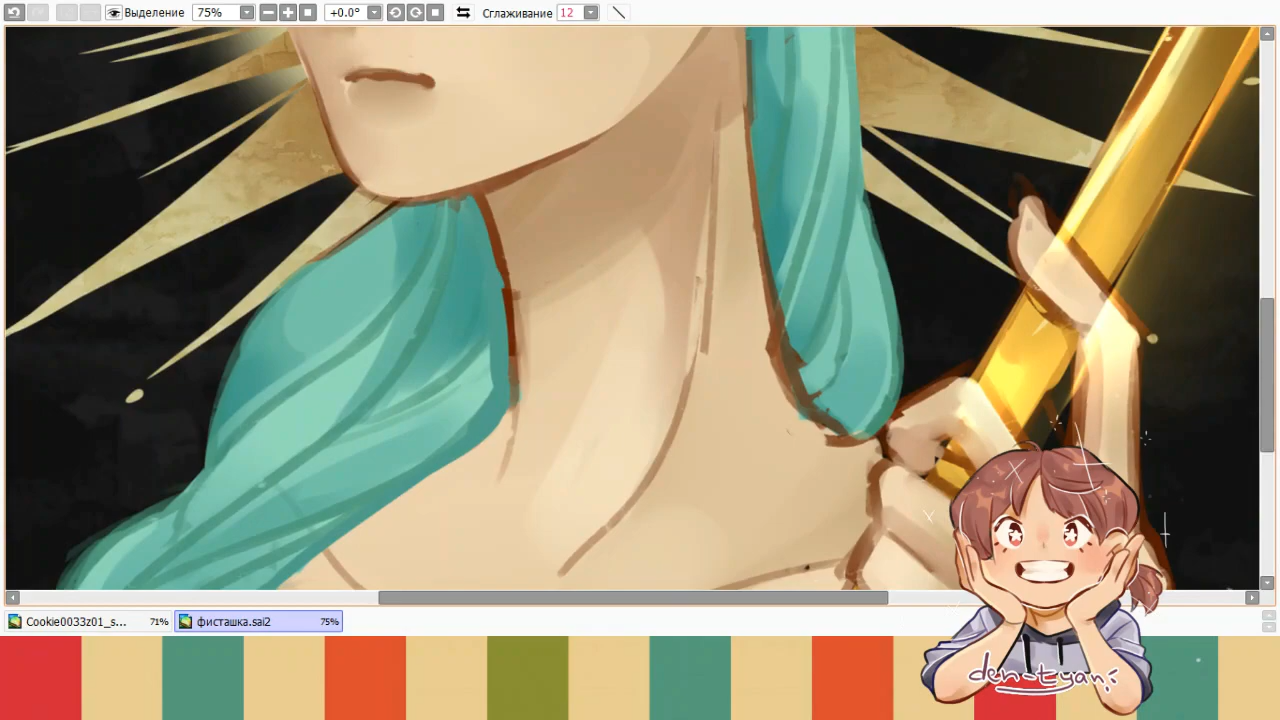 Выделение 75% +0.0° Сглаживание 12
Cookie0033z01_s... 71% фисташка.sai2 75%
den-tyan